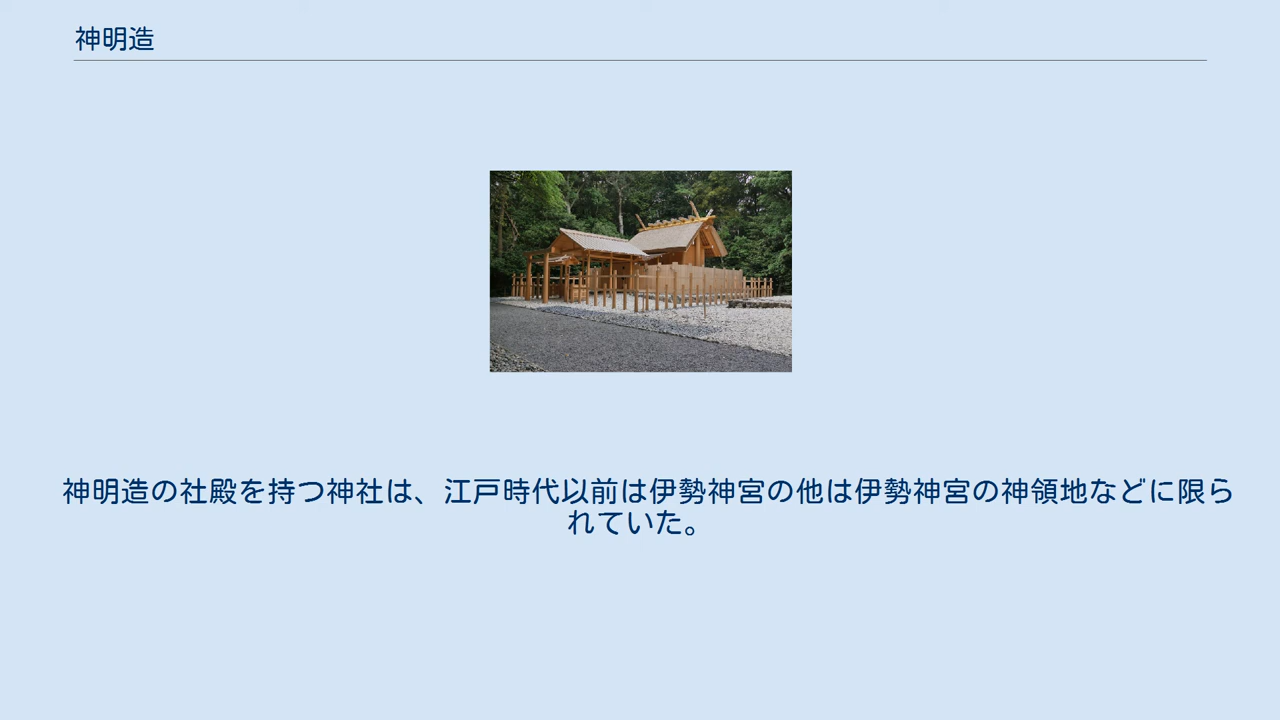 神明造
神明造の社殿を持つ神社は、江戸時代以前は伊勢神宮の他は伊勢神宮の神領地などに限ら
れていた。